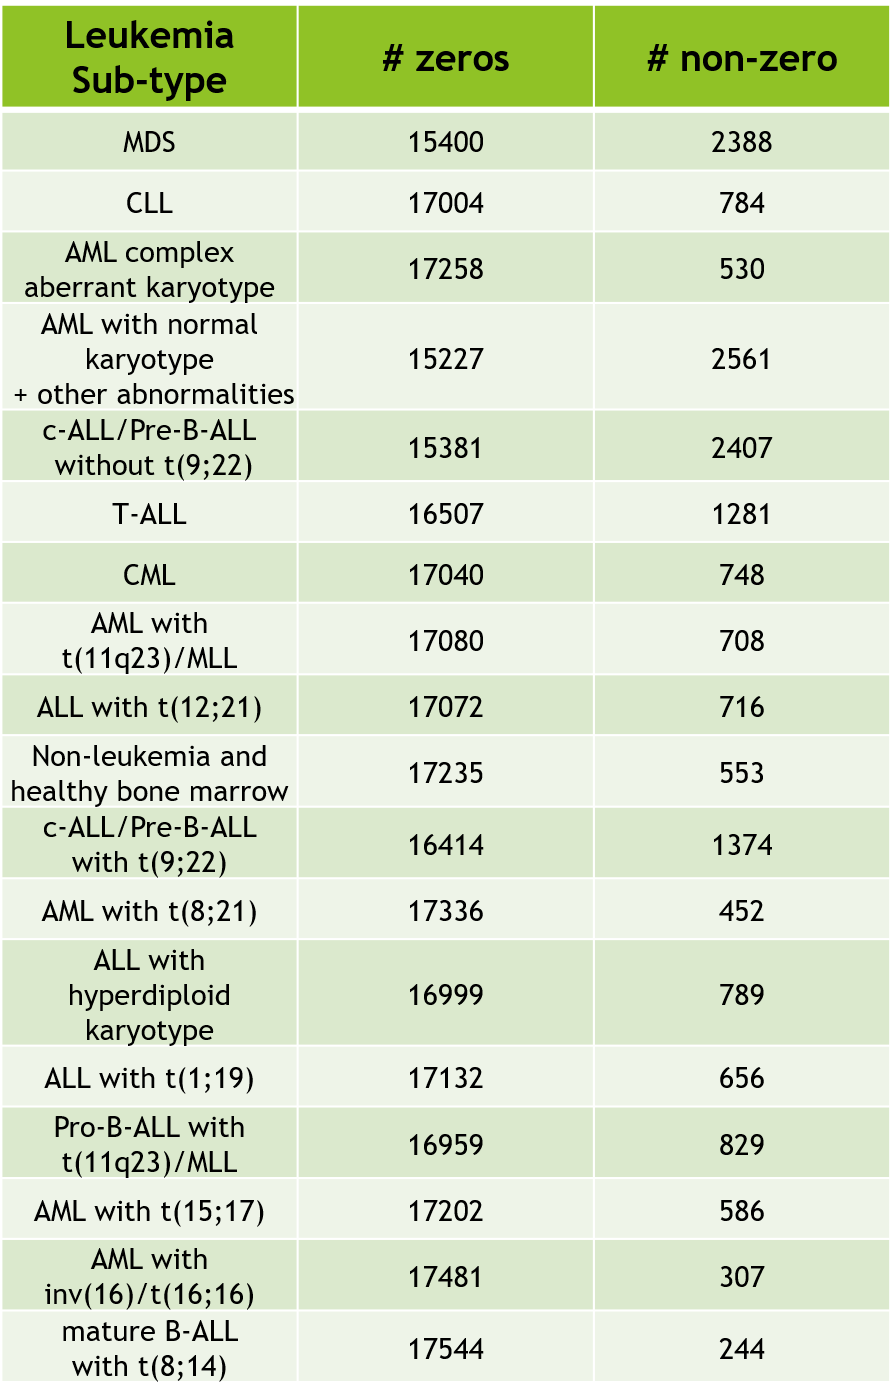 Leukemia
Sub-type
# zeros
# non-zero
MDS
15400
2388
CLL
17004
784
AML complex
aberrant karyotype
17258
530
AML with normal
karyotype
+ other abnormalities
15227
2561
c-ALL/Pre-B-ALL
without t(9;22)
15381
2407
T-ALL
16507
1281
CML
17040
748
AML with
t(11q23)/MLL
17080
708
ALL with t(12;21)
17072
716
Non-leukemia and
healthy bone marrow
17235
553
c-ALL/Pre-B-ALL
with t(9;22)
16414
1374
AML with t(8;21)
17336
452
ALL with
hyperdiploid
karyotype
16999
789
ALL with t(1;19)
17132
656
Pro-B-ALL with
t(11q23)/MLL
16959
829
AML with t(15;17)
17202
586
AML with
inv(16)/t(16;16)
17481
307
mature B-ALL
with t(8;14)
17544
244